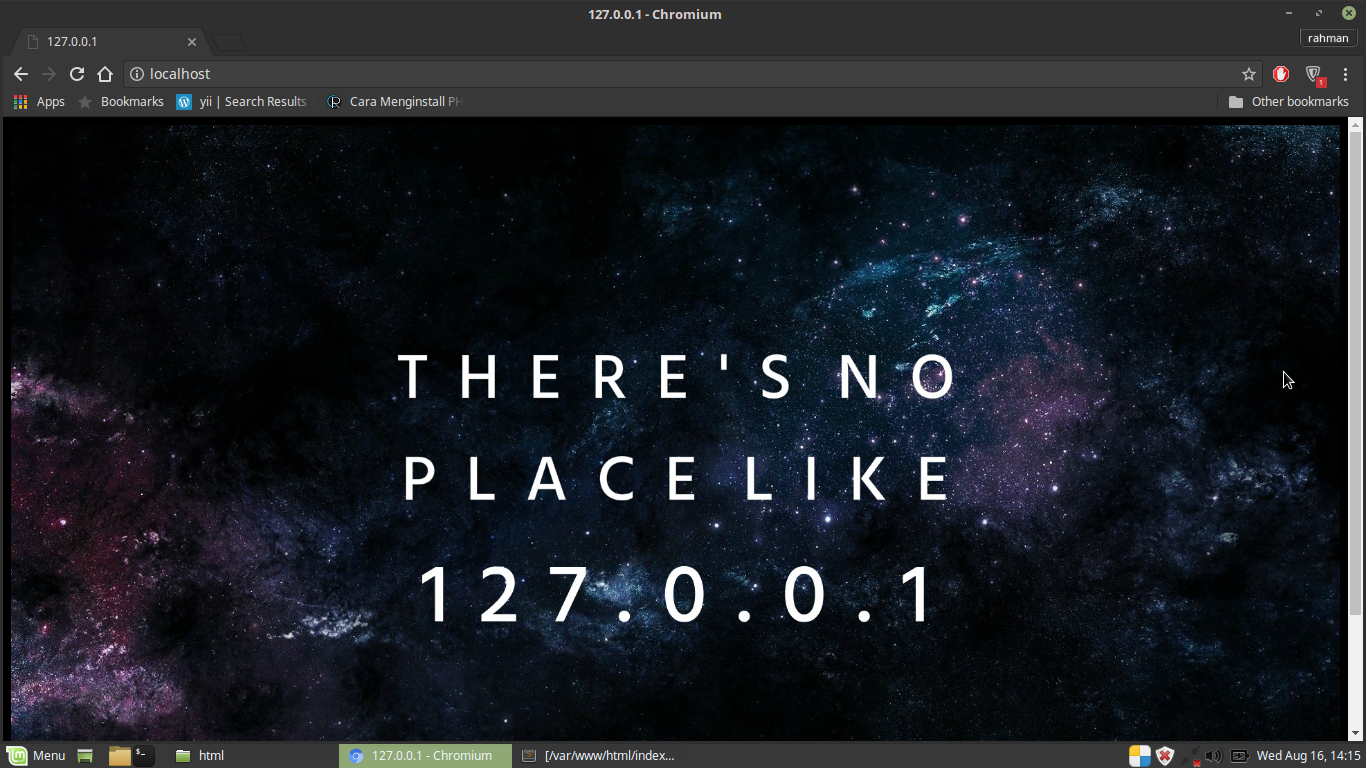 127.0.0.1 - Chromium
127.0.0.1
rahman
localhost
Apps
Bookmarks
yii | Search Results
Cara Menginstall PH
Other bookmarks
1
THERE'S NO
PLACE LIKE
127.0.0.1
Menu
html
127.0.0.1 - Chromium
[/var/www/html/index...
Wed Aug 16, 14:15